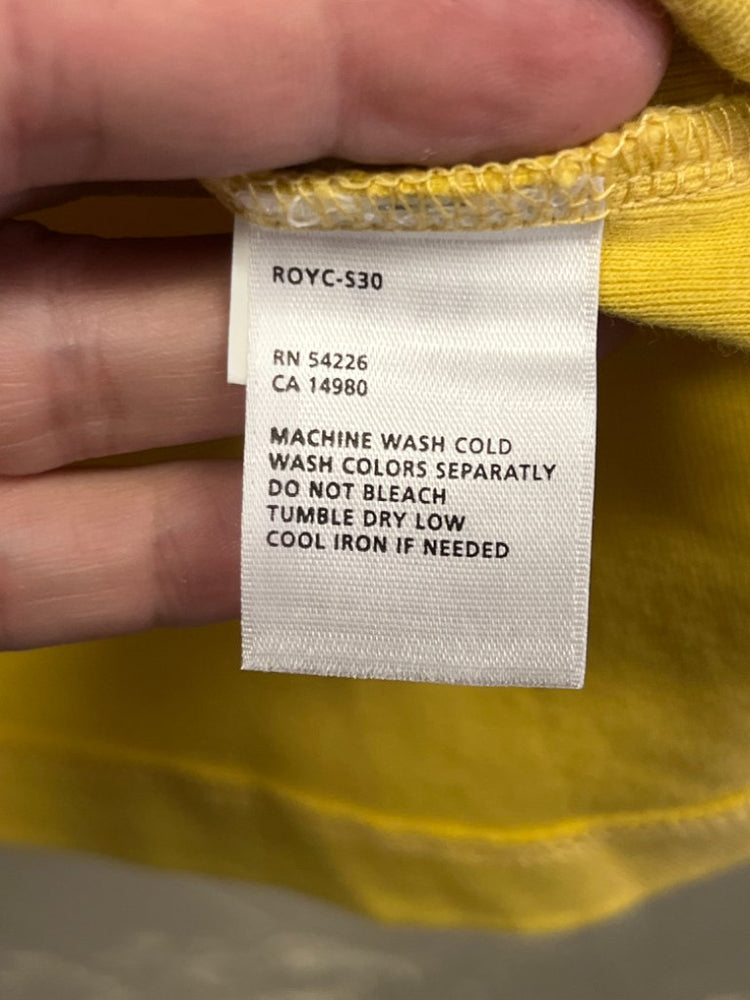 ROYC-S30
RN 54226
CA 14980
MACHINE WASH COLD
WASH COLORS SEPARATLY
DO NOT BLEACH
TUMBLE DRY LOW
COOL IRON IF NEEDED